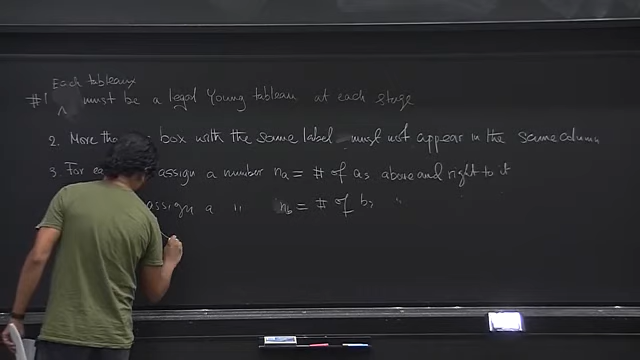 Each tableaux
#1 must be a legal Young tableau at each stage
2. More tha box with the same label must not appear in the same column
3. For ea assign a number na = # of as above and right to it
assign a " nb = # of bs "